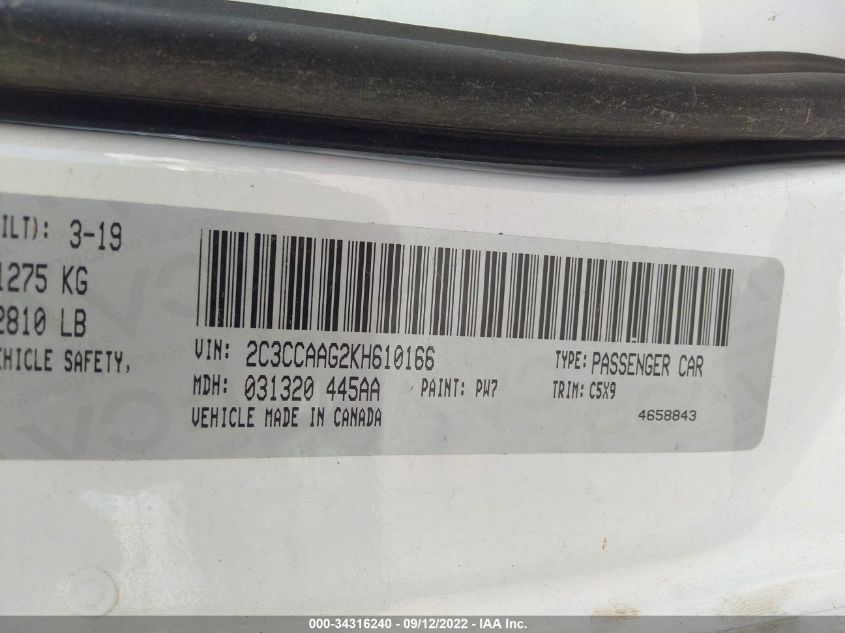 ILT): 3-19
1275 KG
2810 LB
EHICLE SAFETY,
VIN: 2C3CCAAG2KH610166 TYPE: PASSENGER CAR
MDH: 031320 445AA PAINT: PW7 TRIM: C5X9
VEHICLE MADE IN CANADA 4658843
000-34316240 - 09/12/2022 - IAA Inc.